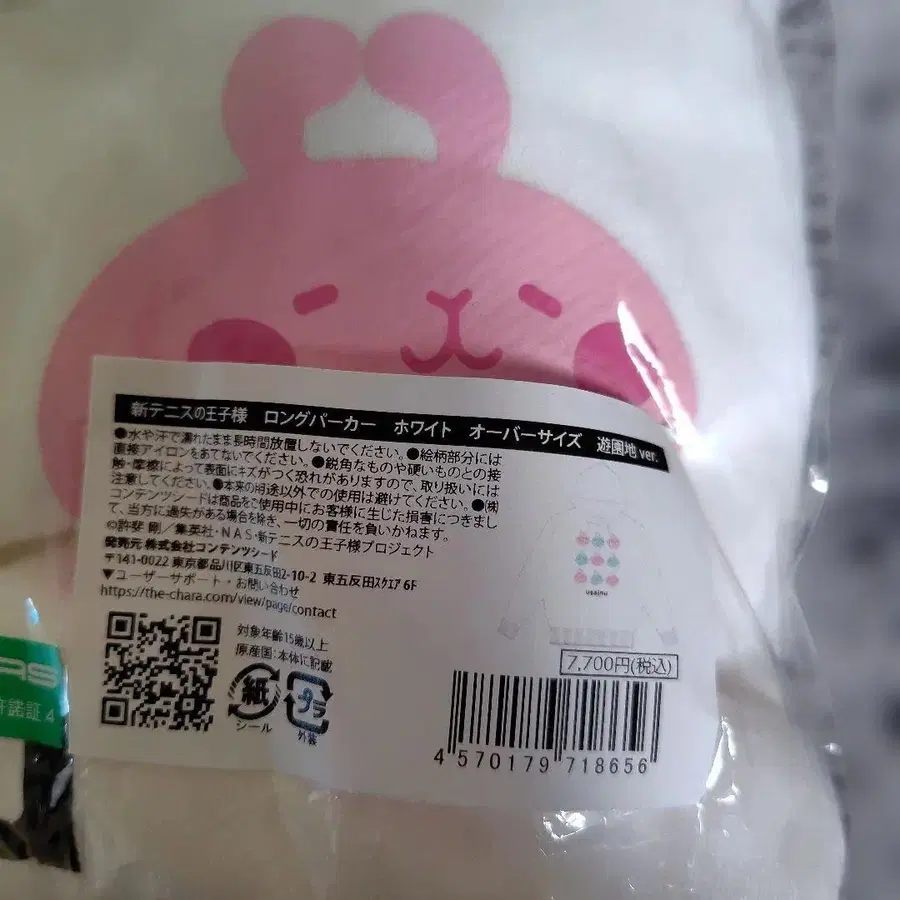 新テニスの王子様 ロングパーカー ホワイト オーバーサイズ 遊園地 ver.
●水や汗で濡れたまま長時間放置しないでください。●絵柄部分には
直接アイロンをあてないでください。●鋭角なものや硬いものとの接
触・摩擦によって表面にキズがつく恐れがありますので、取り扱いには
注意してください。●本来の用途以外での使用は避けてください。●㈱
コンテンツシードは商品をご使用中にお客様に生じた損害につきまし
て、当方に過失がある場合を除き、一切の責任を負いかねます。
©許斐 剛／集英社・NAS・新テニスの王子様プロジェクト
発売元 株式会社コンテンツシード
〒141-0022 東京都品川区東五反田2-10-2 東五反田ｽｸｴｱ 6F
▼ユーザーサポート・お問い合わせ
https://the-chara.com/view/page/contact
対象年齢15歳以上
原産国：本体に記載
紙
シール
プラ
外装
usainu
7,700円(税込)
4 570179 718656
AS
許諾証 4